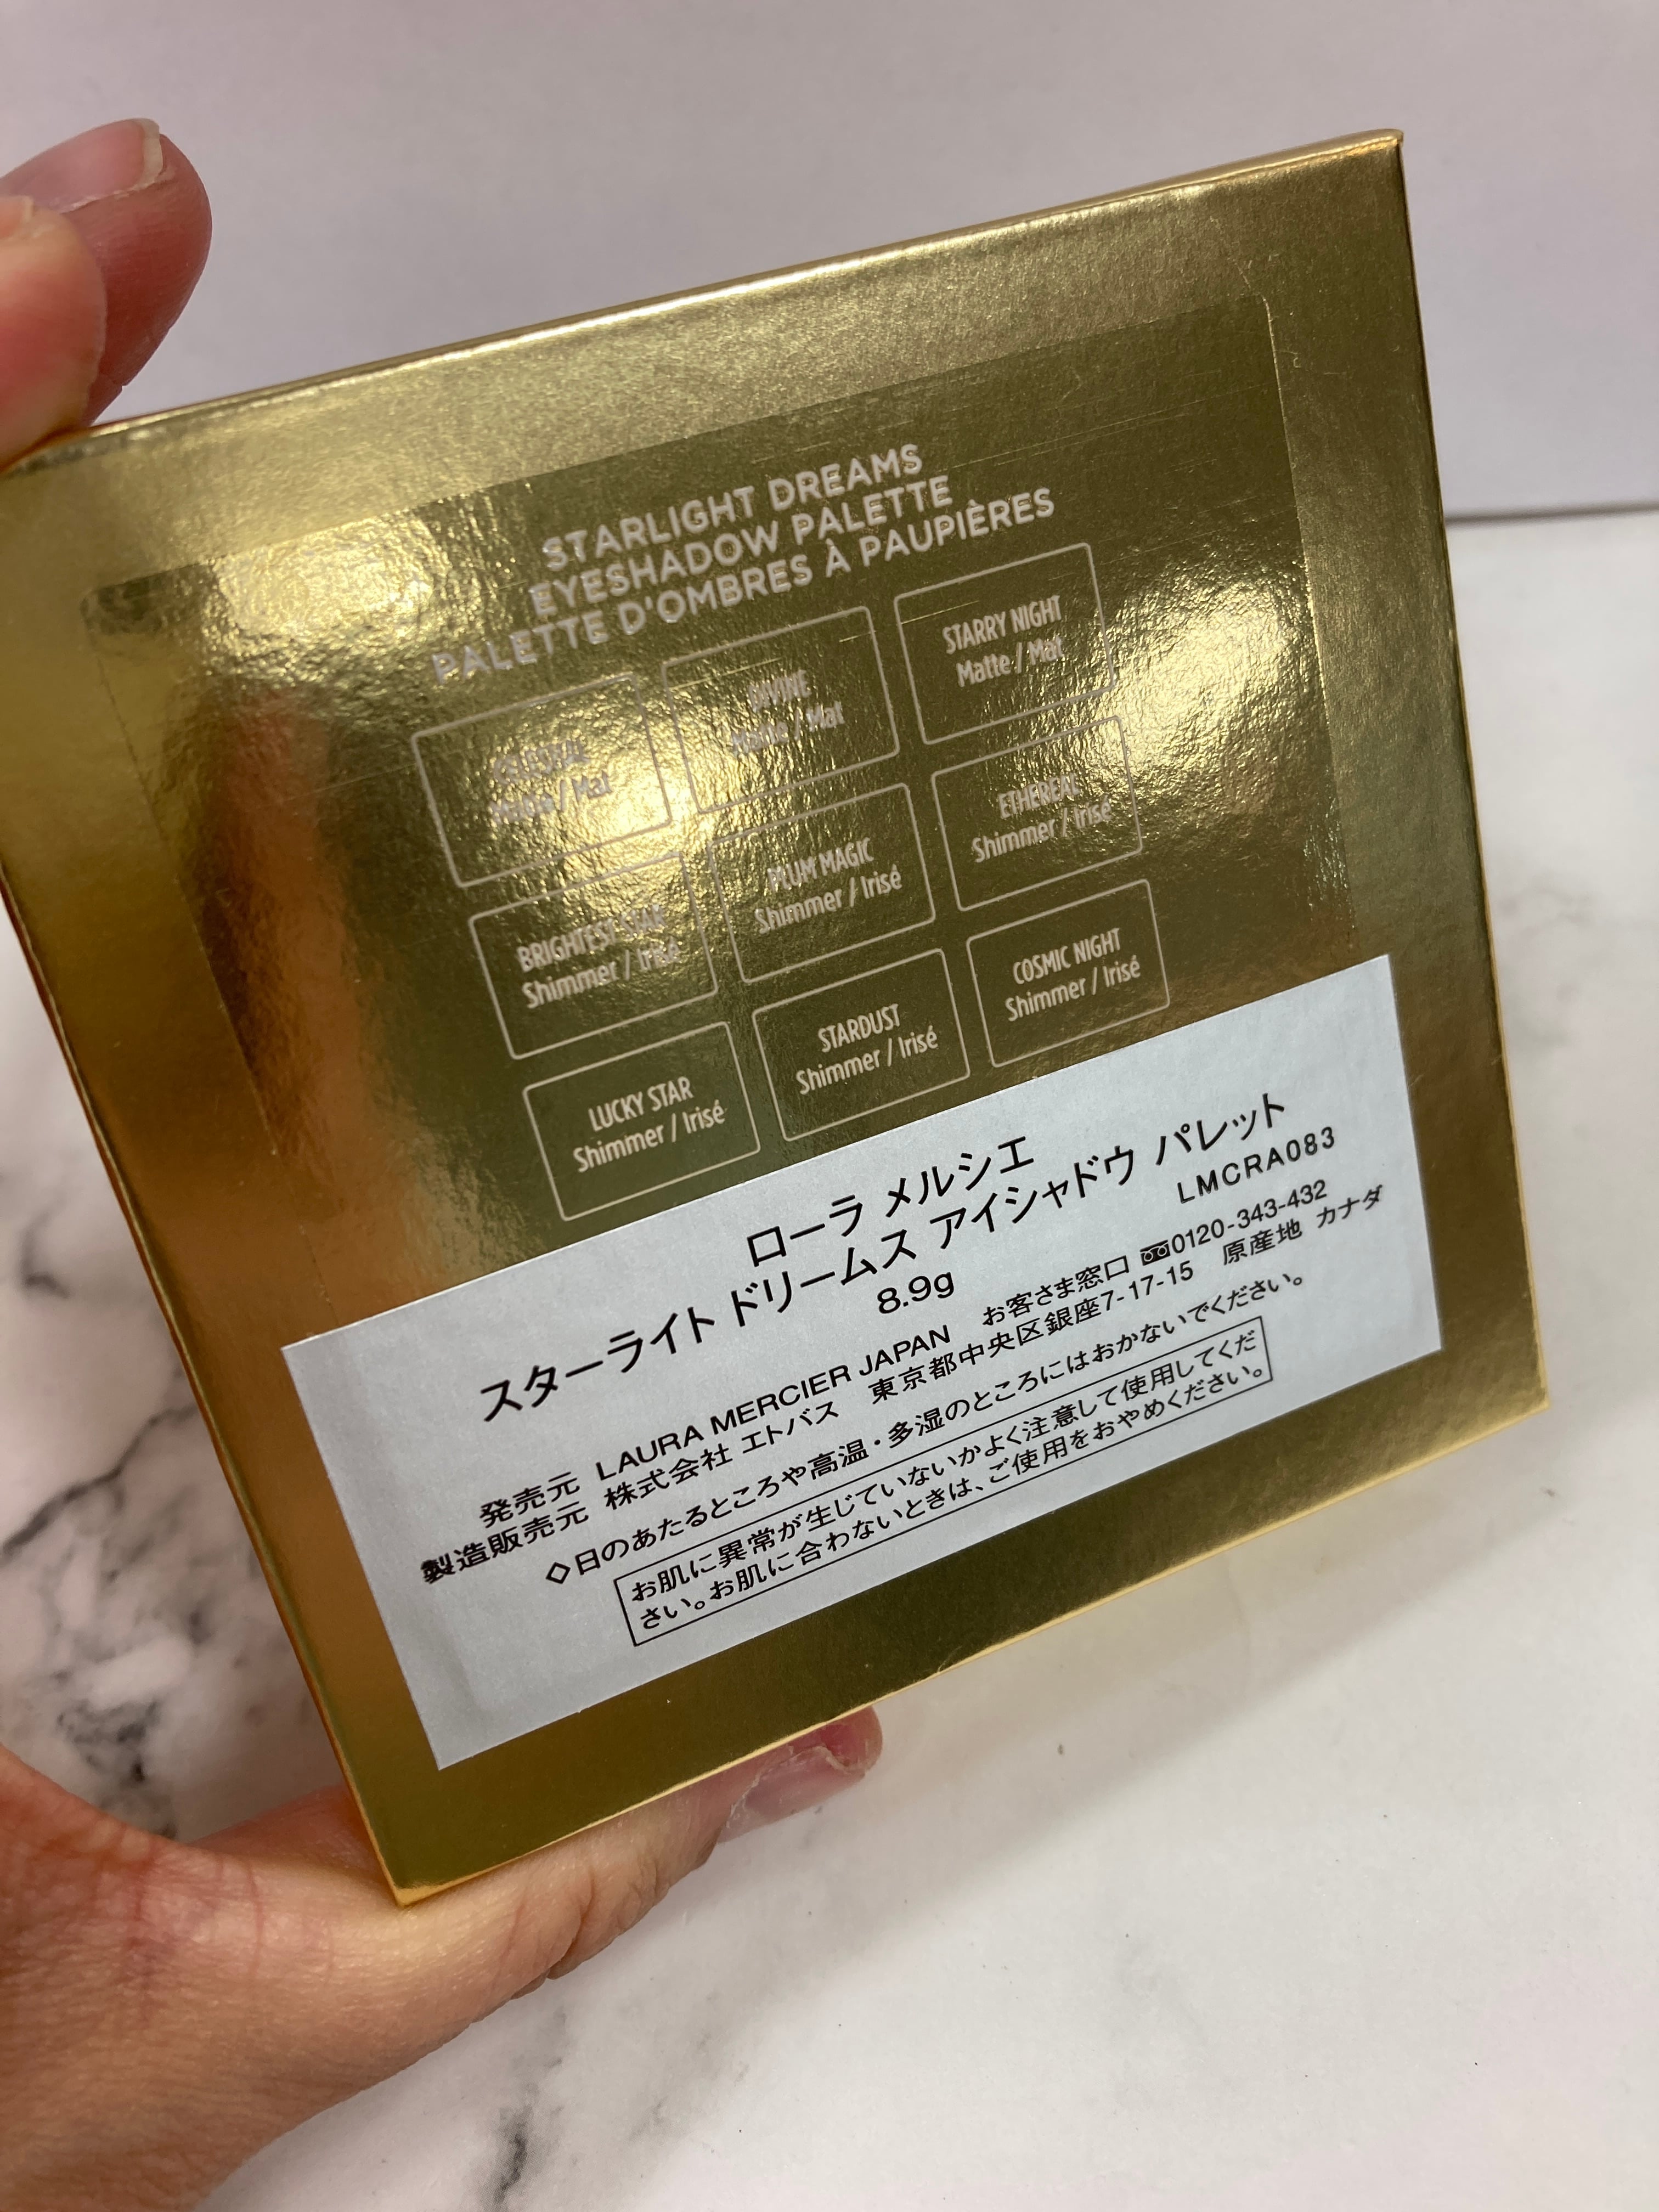 STARLIGHT DREAMS
EYESHADOW PALETTE
PALETTE D'OMBRES À PAUPIÈRES
Matte / Mat
DIVINE
Matte / Mat
STARRY NIGHT
Matte / Mat
BRIGHTEST STAR
Shimmer / Irisé
PLUM MAGIC
Shimmer / Irisé
ETHEREAL
Shimmer / Irisé
LUCKY STAR
Shimmer / Irisé
STARDUST
Shimmer / Irisé
COSMIC NIGHT
Shimmer / Irisé
ローラ メルシエ
スターライト ドリームス アイシャドウ パレット
8.9g
LMCRA083
発売元 LAURA MERCIER JAPAN お客さま窓口 0120-343-432
製造販売元 株式会社 エトバス 東京都中央区銀座7-17-15 原産地 カナダ
◇日のあたるところや高温・多湿のところにはおかないでください。
お肌に異常が生じていないかよく注意して使用してくだ
さい。お肌に合わないときは、ご使用をおやめください。